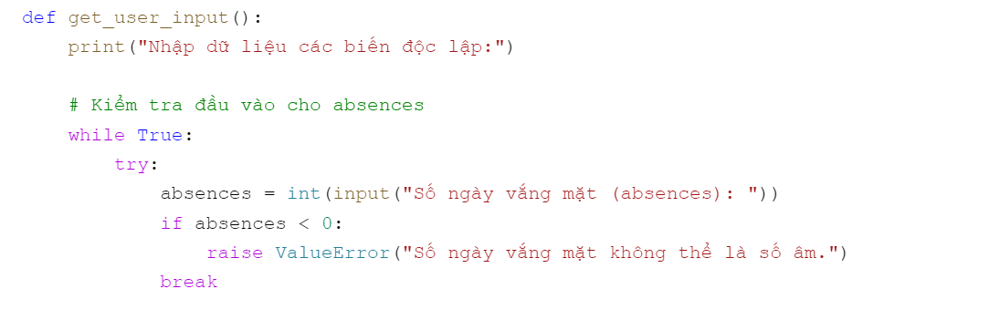 def get_user_input():
    print("Nhập dữ liệu các biến độc lập:")

    # Kiểm tra đầu vào cho absences
    while True:
        try:
            absences = int(input("Số ngày vắng mặt (absences): "))
            if absences < 0:
                raise ValueError("Số ngày vắng mặt không thể là số âm.")
            break